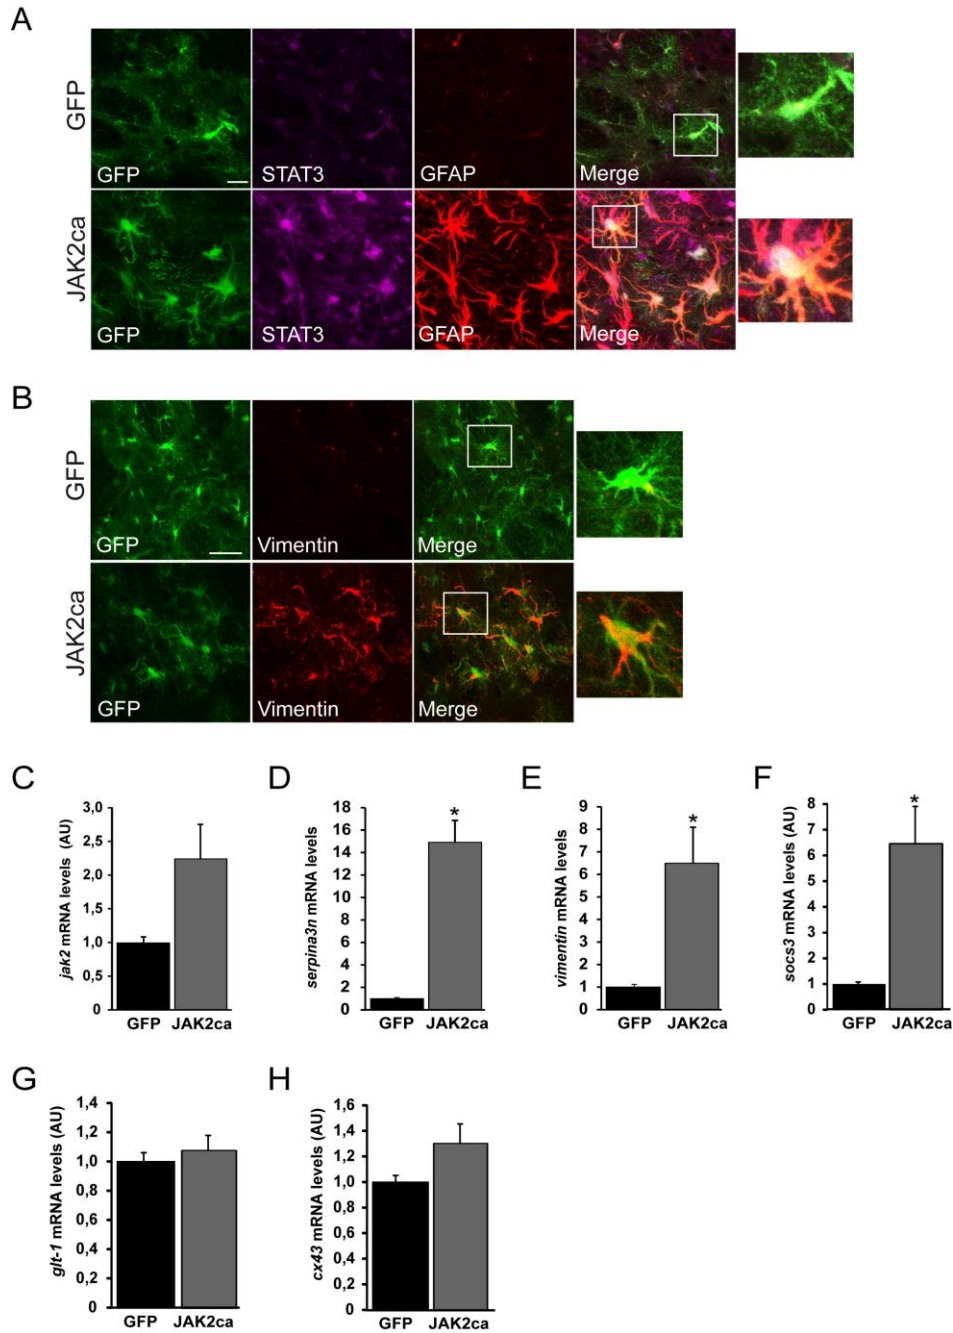 A
GFP
GFP
STAT3
GFAP
Merge
JAK2ca
GFP
STAT3
GFAP
Merge
B
GFP
GFP
Vimentin
Merge
JAK2ca
GFP
Vimentin
Merge
C
jak2 mRNA levels (AU)
3,0
2,5
2,0
1,5
1,0
0,5
0
GFP JAK2ca
D
serpina3n mRNA levels
18
16
14
12
10
8
6
4
2
0
*
GFP JAK2ca
E
vimentin mRNA levels
9
8
7
6
5
4
3
2
1
0
*
GFP JAK2ca
F
socs3 mRNA levels (AU)
8
7
6
5
4
3
2
1
0
*
GFP JAK2ca
G
glt-1 mRNA levels (AU)
1,4
1,2
1,0
0,8
0,6
0,4
0,2
0
GFP JAK2ca
H
cx43 mRNA levels (AU)
1,6
1,4
1,2
1,0
0,8
0,6
0,4
0,2
0
GFP JAK2ca